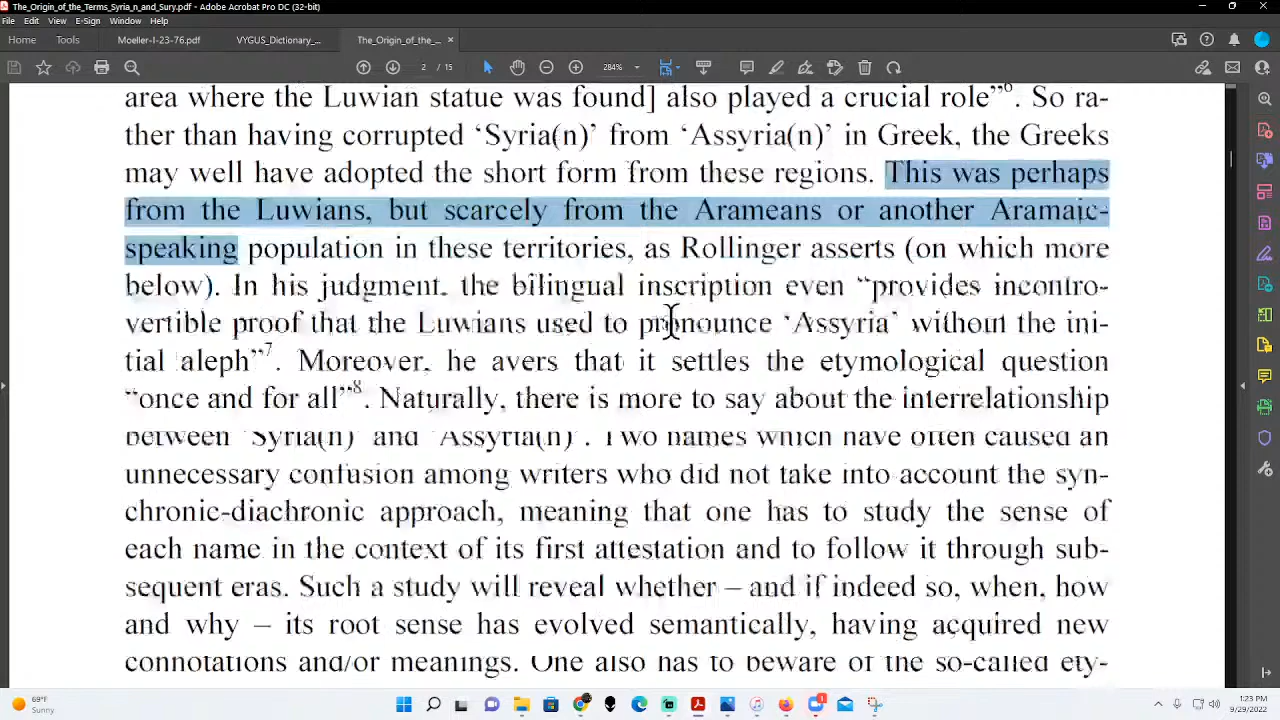 The_Origin_of_the_Terms_Syria_n_and_Sury.pdf - Adobe Acrobat Pro DC (32-bit)
File Edit View E-Sign Window Help
Home Tools Moeller-I-23-76.pdf VYGUS_Dictionary_... The_Origin_of_the_...
2 / 15 284%
area where the Luwian statue was found] also played a crucial role”6. So ra-
ther than having corrupted ‘Syria(n)’ from ‘Assyria(n)’ in Greek, the Greeks
may well have adopted the short form from these regions. This was perhaps
from the Luwians, but scarcely from the Arameans or another Aramaic-
speaking population in these territories, as Rollinger asserts (on which more
below). In his judgment, the bilingual inscription even “provides incontro-
vertible proof that the Luwians used to pronounce ‘Assyria’ without the ini-
tial aleph”7. Moreover, he avers that it settles the etymological question
“once and for all”8. Naturally, there is more to say about the interrelationship
between ‘Syria(n)’ and ‘Assyria(n)’. Two names which have often caused an
unnecessary confusion among writers who did not take into account the syn-
chronic-diachronic approach, meaning that one has to study the sense of
each name in the context of its first attestation and to follow it through sub-
sequent eras. Such a study will reveal whether – and if indeed so, when, how
and why – its root sense has evolved semantically, having acquired new
connotations and/or meanings. One also has to beware of the so-called ety-
69°F
Sunny
1:23 PM
9/29/2022